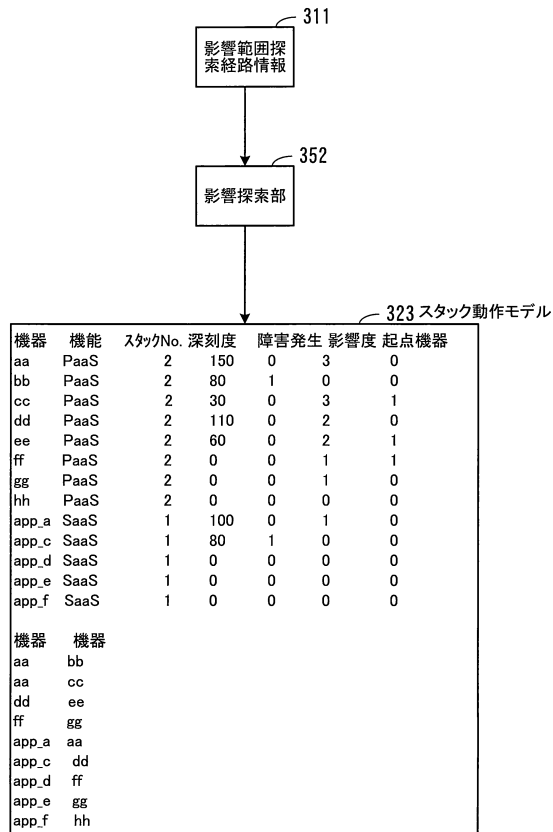 311
影響範囲探
索経路情報
352
影響探索部
323 スタック動作モデル
機器 機能 スタックNo. 深刻度 障害発生 影響度 起点機器
aa PaaS 2 150 0 3 0
bb PaaS 2 80 1 0 0
cc PaaS 2 30 0 3 1
dd PaaS 2 110 0 2 0
ee PaaS 2 60 0 2 1
ff PaaS 2 0 0 1 1
gg PaaS 2 0 0 1 0
hh PaaS 2 0 0 0 0
app_a SaaS 1 100 0 1 0
app_c SaaS 1 80 1 0 0
app_d SaaS 1 0 0 0 0
app_e SaaS 1 0 0 0 0
app_f SaaS 1 0 0 0 0
機器 機器
aa bb
aa cc
dd ee
ff gg
app_a aa
app_c dd
app_d ff
app_e gg
app_f hh